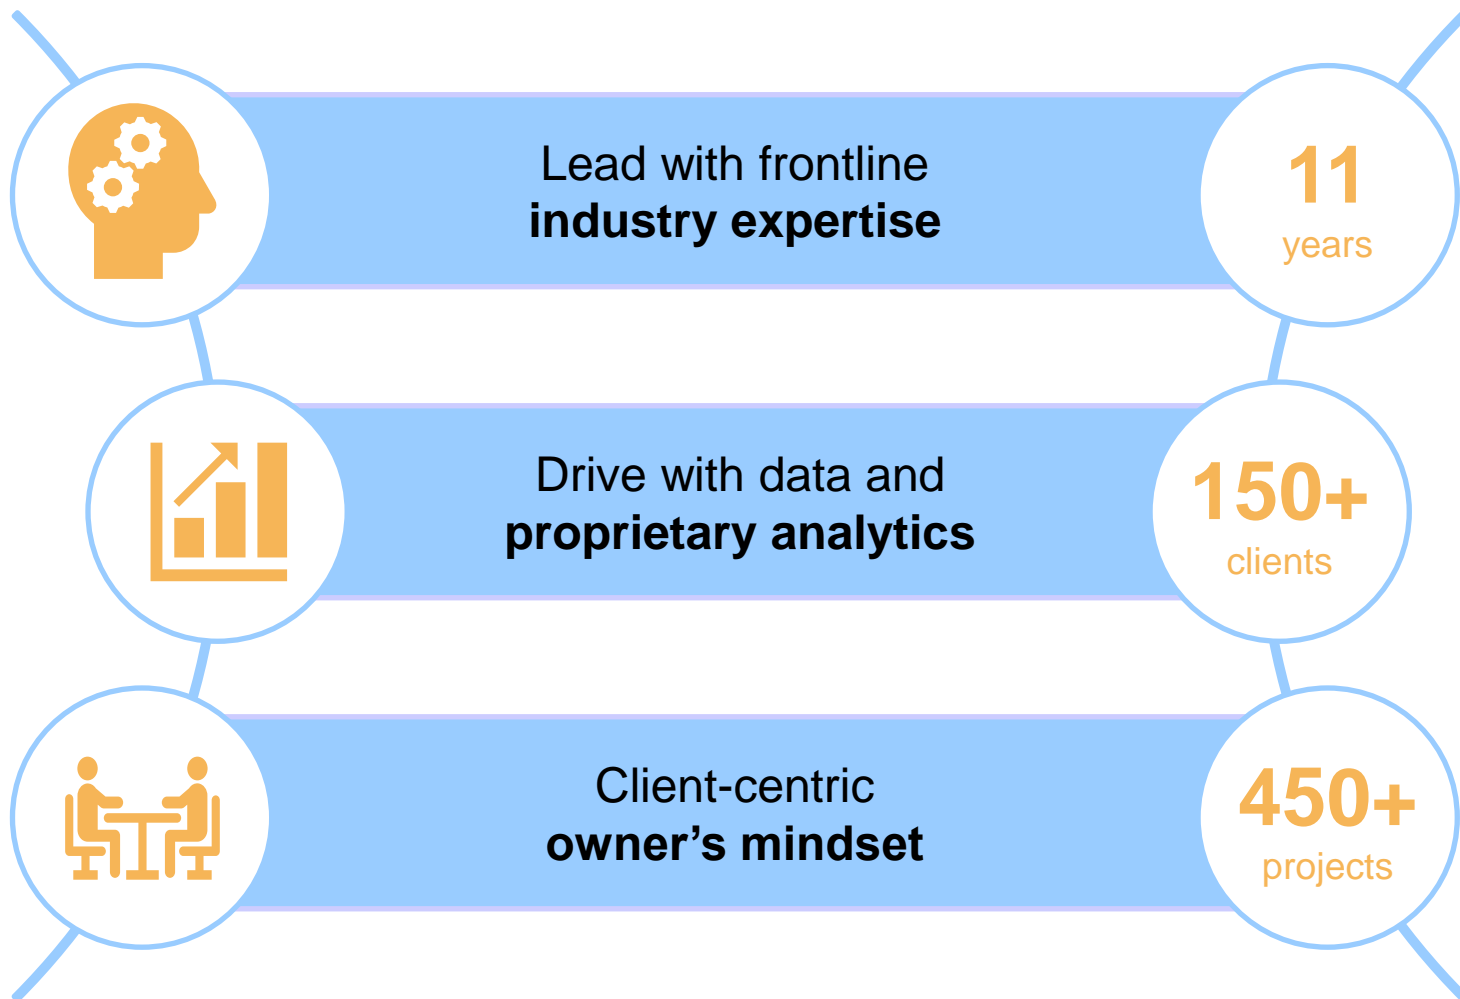 Lead with frontline
industry expertise
11
years
Drive with data and
proprietary analytics
150+
clients
Client-centric
owner’s mindset
450+
projects